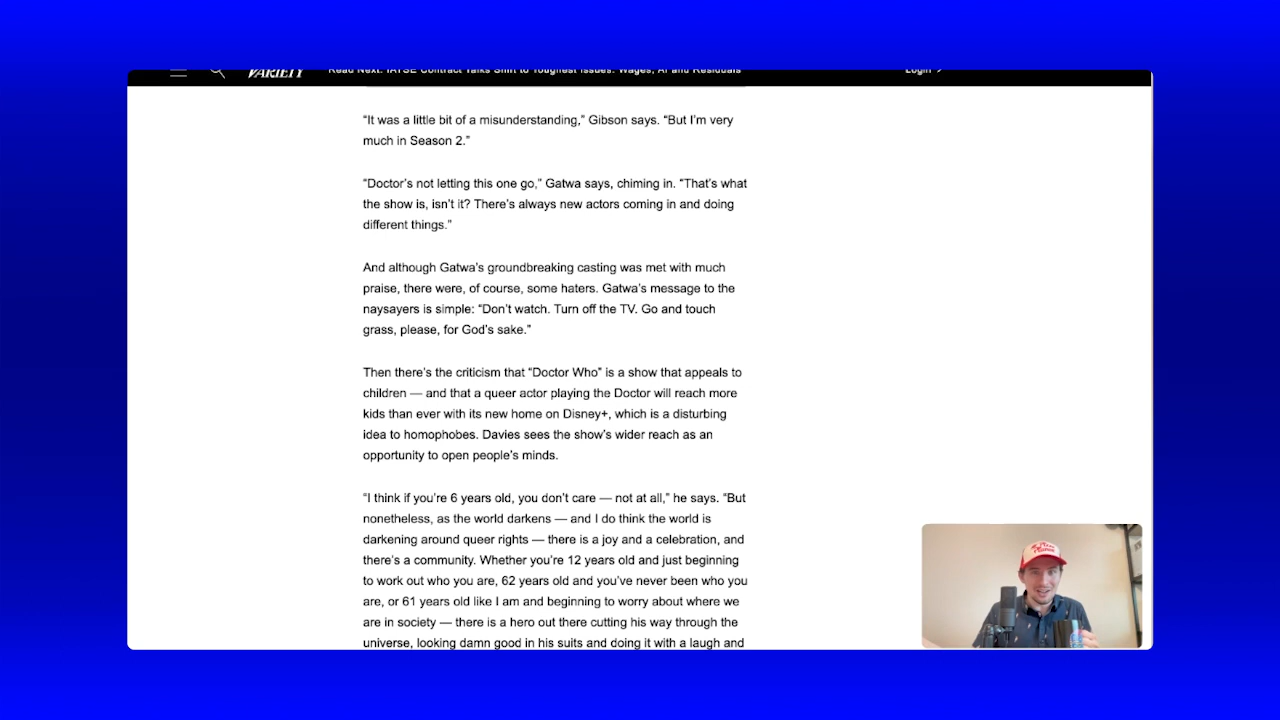 VARIETY Read Next: IATSE Contract Talks Shift to Toughest Issues: Wages, AI and Residuals Login
“It was a little bit of a misunderstanding,” Gibson says. “But I’m very
much in Season 2.”
“Doctor’s not letting this one go,” Gatwa says, chiming in. “That’s what
the show is, isn’t it? There’s always new actors coming in and doing
different things.”
And although Gatwa’s groundbreaking casting was met with much
praise, there were, of course, some haters. Gatwa’s message to the
naysayers is simple: “Don’t watch. Turn off the TV. Go and touch
grass, please, for God’s sake.”
Then there’s the criticism that “Doctor Who” is a show that appeals to
children — and that a queer actor playing the Doctor will reach more
kids than ever with its new home on Disney+, which is a disturbing
idea to homophobes. Davies sees the show’s wider reach as an
opportunity to open people’s minds.
“I think if you’re 6 years old, you don’t care — not at all,” he says. “But
nonetheless, as the world darkens — and I do think the world is
darkening around queer rights — there is a joy and a celebration, and
there’s a community. Whether you’re 12 years old and just beginning
to work out who you are, 62 years old and you’ve never been who you
are, or 61 years old like I am and beginning to worry about where we
are in society — there is a hero out there cutting his way through the
universe, looking damn good in his suits and doing it with a laugh and